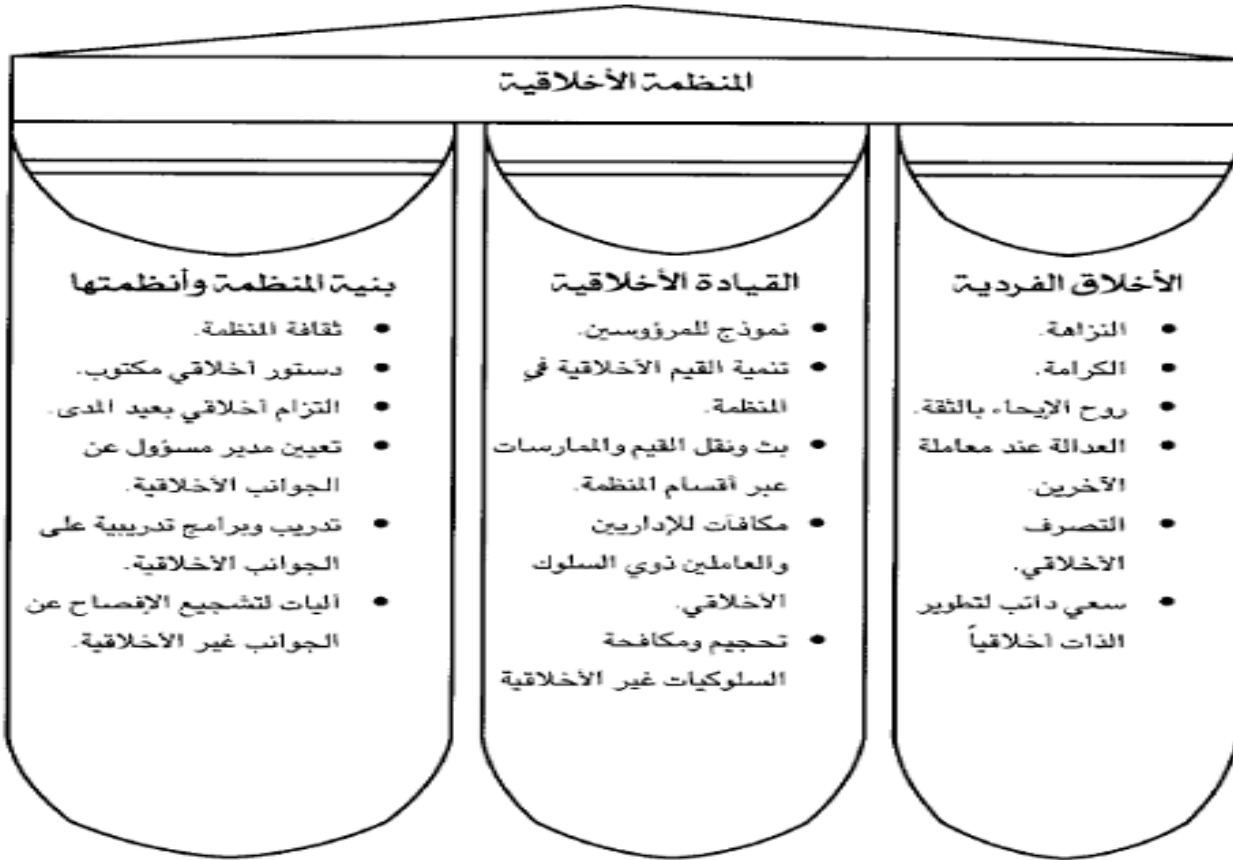 المنظمة الأخلاقية
الأخلاق الفردية
• النزاهة.
• الكرامة.
• روح الإيحاء بالثقة.
• العدالة عند معاملة
الآخرين.
• التصرف
الأخلاقي.
• سعي دائب لتطوير
الذات أخلاقياً
القيادة الأخلاقية
• نموذج للمرؤوسين.
• تنمية القيم الأخلاقية في
المنظمة.
• بث ونقل القيم والممارسات
عبر أقسام المنظمة.
• مكافآت للإداريين
والعاملين ذوي السلوك
الأخلاقي.
• تحجيم ومكافحة
السلوكيات غير الأخلاقية
بنية المنظمة وأنظمتها
• ثقافة المنظمة.
• دستور أخلاقي مكتوب.
• التزام أخلاقي بعيد المدى.
• تعيين مدير مسؤول عن
الجوانب الأخلاقية.
• تدريب وبرامج تدريبية على
الجوانب الأخلاقية.
• آليات لتشجيع الإفصاح عن
الجوانب غير الأخلاقية.